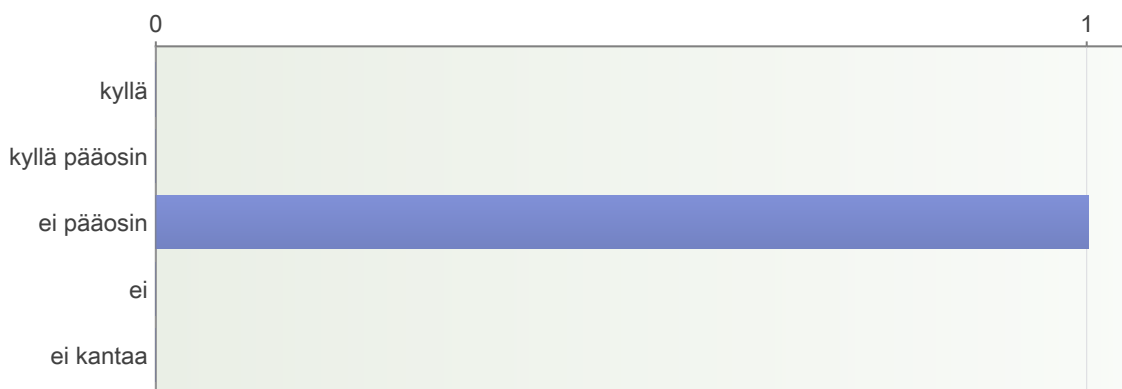 0 1
kyllä
kyllä pääosin
ei pääosin
ei
ei kantaa